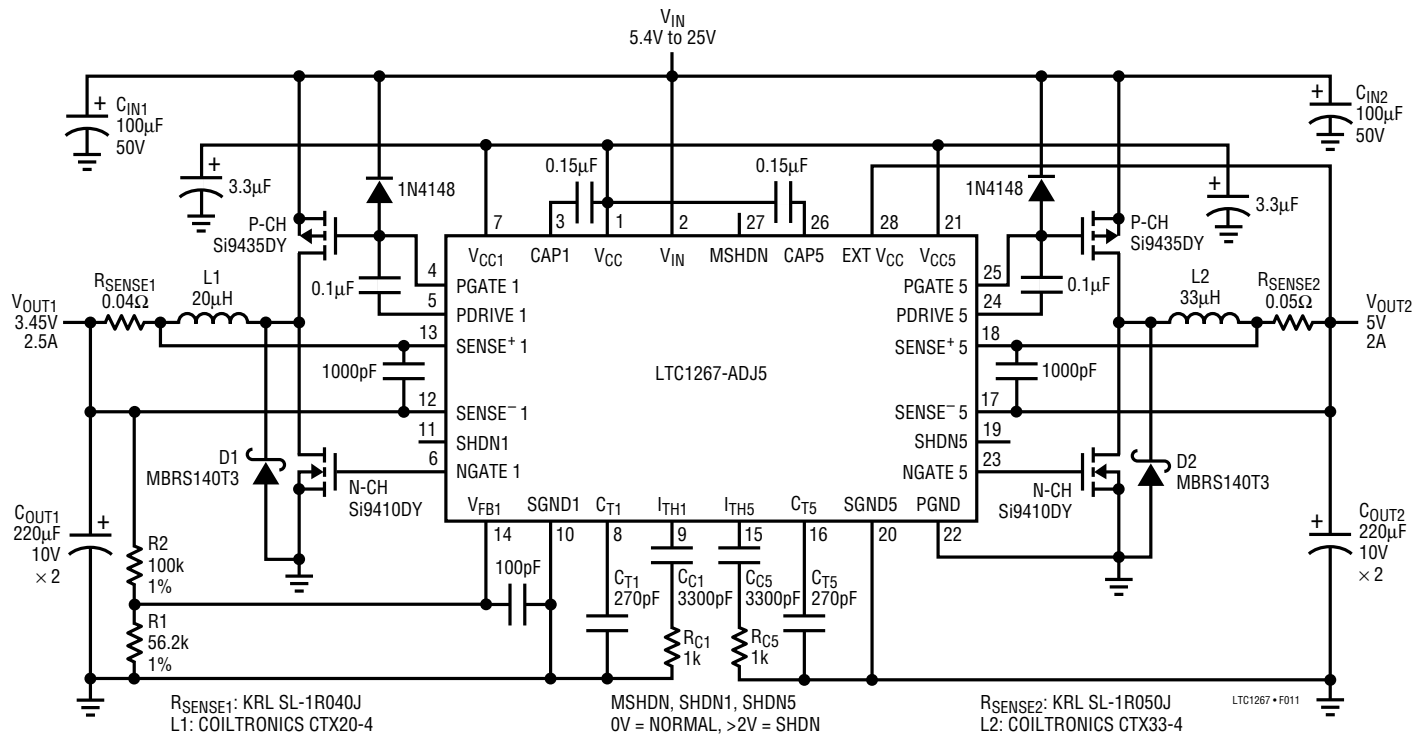 VIN
5.4V to 25V
+ CIN1
100µF
50V
+ CIN2
100µF
50V
+
3.3µF
1N4148
0.15µF
0.15µF
1N4148
+
3.3µF
P-CH
Si9435DY
P-CH
Si9435DY
7
3
1
2
27
26
28
21
VCC1
CAP1
VCC
VIN
MSHDN
CAP5
EXT VCC
VCC5
4
PGATE 1
PGATE 5
25
0.1µF
5
PDRIVE 1
PDRIVE 5
24
0.1µF
VOUT1
3.45V
2.5A
RSENSE1
0.04Ω
L1
20µH
L2
33µH
RSENSE2
0.05Ω
VOUT2
5V
2A
13
SENSE+ 1
SENSE+ 5
18
1000pF
LTC1267-ADJ5
1000pF
12
SENSE– 1
SENSE– 5
17
11
SHDN1
SHDN5
19
6
NGATE 1
NGATE 5
23
D1
MBRS140T3
N-CH
Si9410DY
N-CH
Si9410DY
D2
MBRS140T3
VFB1
SGND1
CT1
ITH1
ITH5
CT5
SGND5
PGND
14
10
8
9
15
16
20
22
COUT1
220µF
10V
× 2
+
R2
100k
1%
100pF
CT1
270pF
CC1
3300pF
CC5
3300pF
CT5
270pF
+
COUT2
220µF
10V
× 2
R1
56.2k
1%
RC1
1k
RC5
1k
RSENSE1: KRL SL-1R040J
L1: COILTRONICS CTX20-4
MSHDN, SHDN1, SHDN5
0V = NORMAL, >2V = SHDN
RSENSE2: KRL SL-1R050J
L2: COILTRONICS CTX33-4
LTC1267 • F011